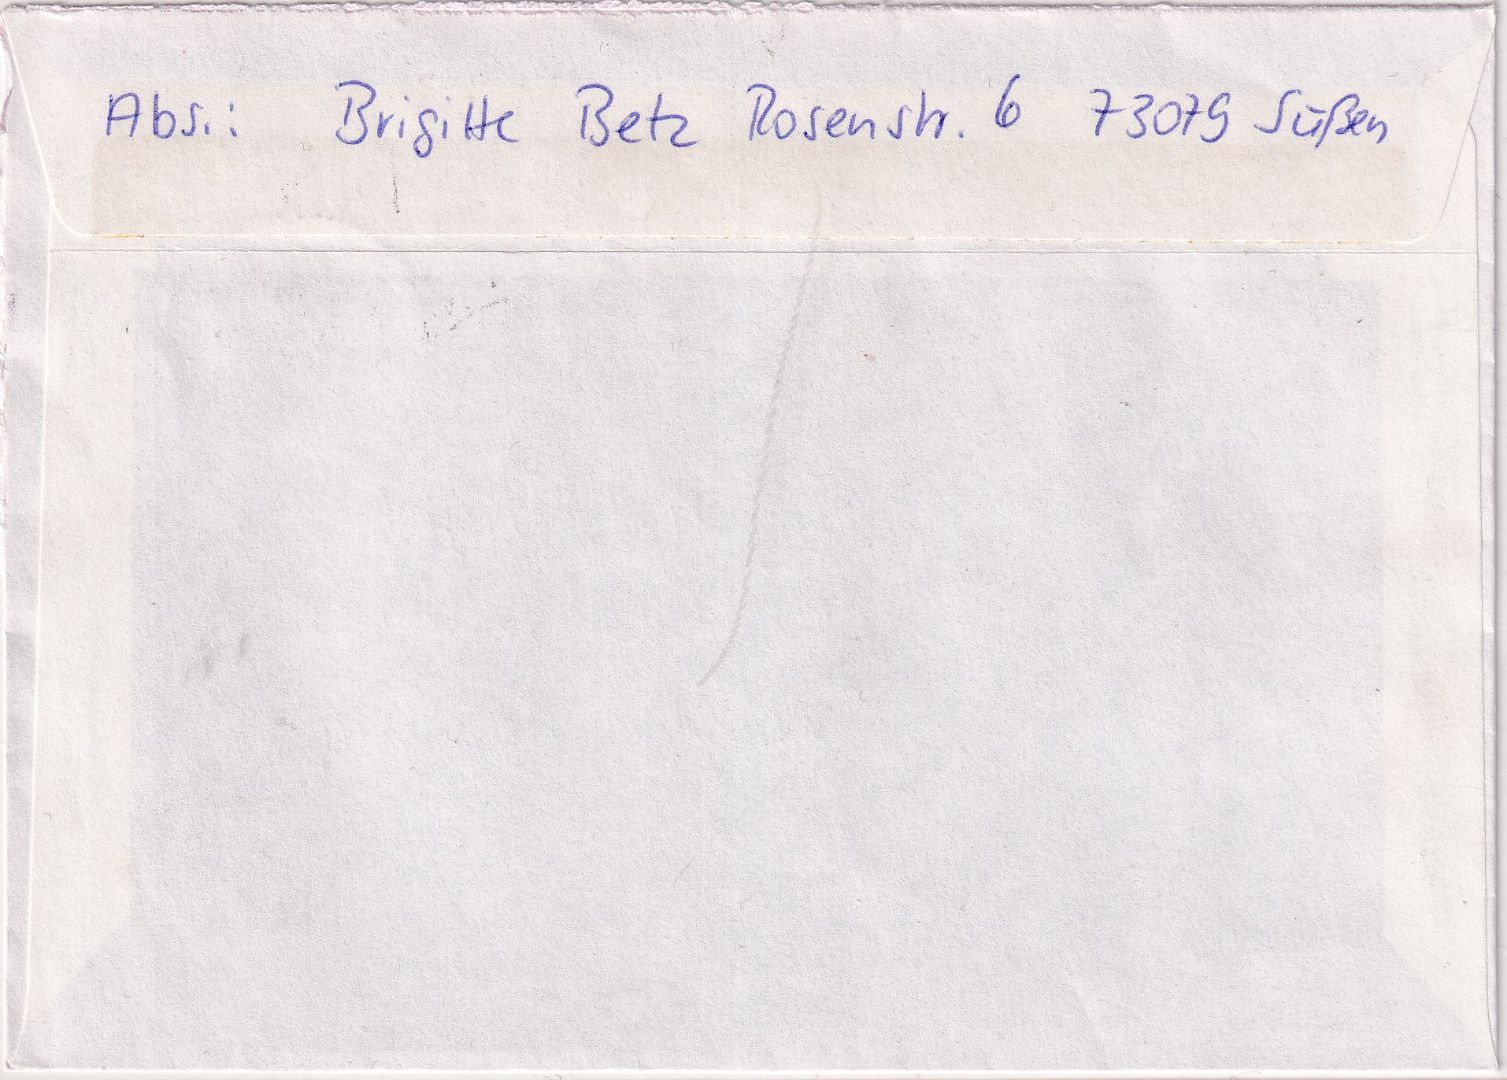 Abs.: Brigitte Betz Rosenstr. 6 73079 Süßen